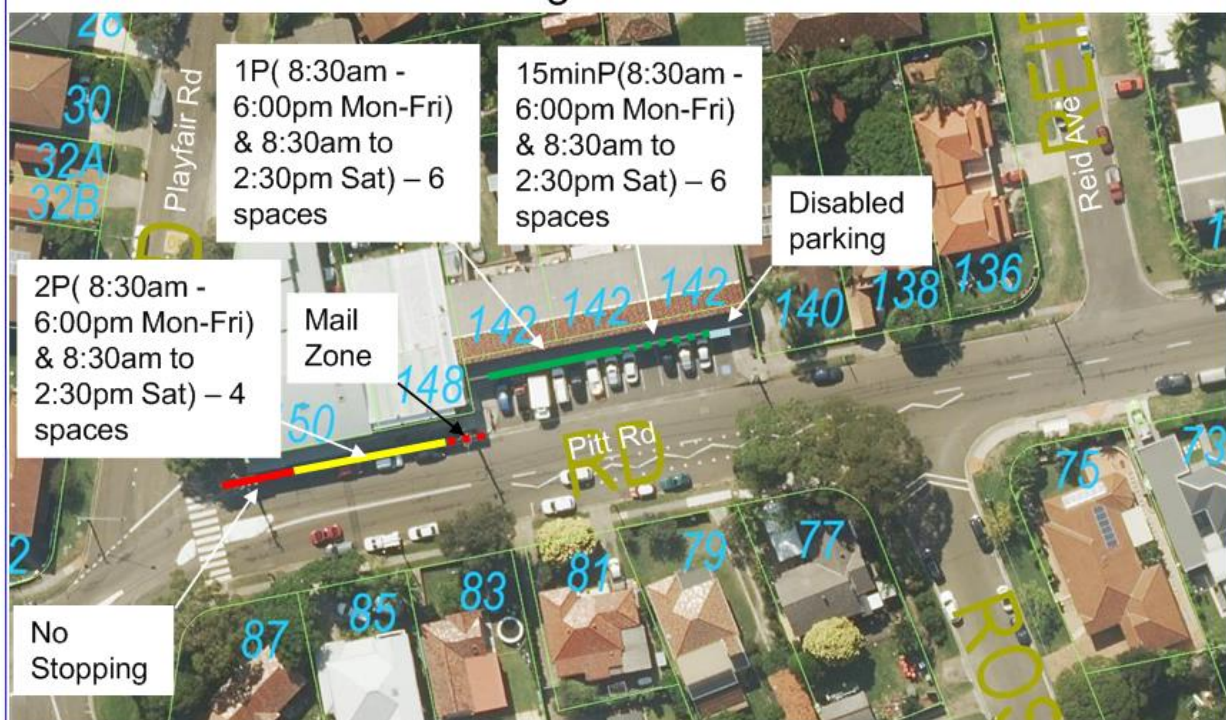 28
30
32A
32B
Playfair Rd
D
1P( 8:30am -
6:00pm Mon-Fri)
& 8:30am to
2:30pm Sat) – 6
spaces
15minP(8:30am -
6:00pm Mon-Fri)
& 8:30am to
2:30pm Sat) – 6
spaces
Disabled
parking
Reid Ave
2P( 8:30am -
6:00pm Mon-Fri)
& 8:30am to
2:30pm Sat) – 4
spaces
Mail
Zone
142
142
142
140
138
136
148
50
Pitt Rd
RD
75
73
2
No
Stopping
87
85
83
81
79
77
ROS